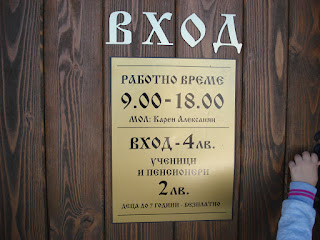 ВХОД
РАБОТНО ВРЕМЕ
9.00-18.00
МОЛ: Карен Алексанян
ВХОД-4лв.
УЧЕНИЦИ
И ПЕНСИОНЕРИ
2лв.
ДЕЦА ДО 7 ГОДИНИ - БЕЗПЛАТНО